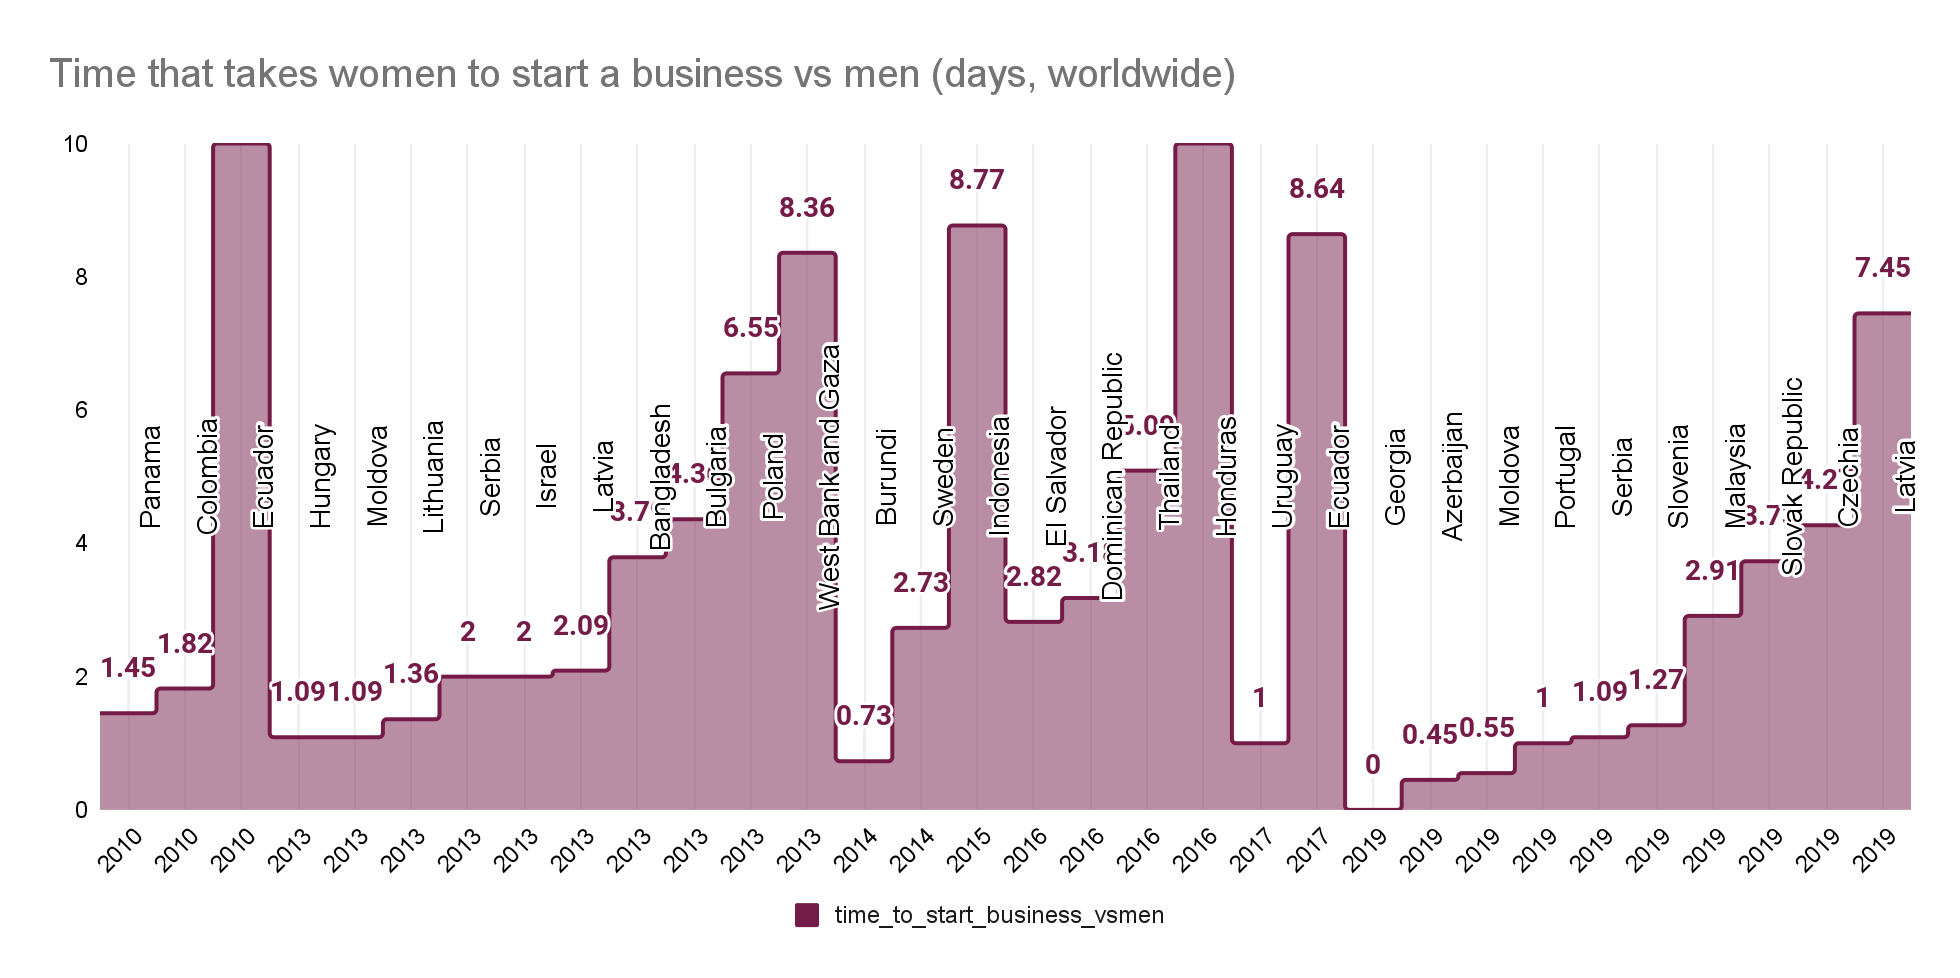 Time that takes women to start a business vs men (days, worldwide)
10
8
6
4
2
0
1.45
1.82
1.09
1.09
1.36
2
2
2.09
6.55
8.36
0.73
2.73
8.77
2.82
1
8.64
0
0.45
0.55
1
1.09
1.27
2.91
7.45
Panama
Colombia
Ecuador
Hungary
Moldova
Lithuania
Serbia
Israel
Latvia
Bangladesh
Bulgaria
Poland
West Bank and Gaza
Burundi
Sweden
Indonesia
El Salvador
Dominican Republic
Thailand
Honduras
Uruguay
Ecuador
Georgia
Azerbaijan
Moldova
Portugal
Serbia
Slovenia
Malaysia
Slovak Republic
Czechia
Latvia
2010
2010
2010
2013
2013
2013
2013
2013
2013
2013
2013
2013
2013
2014
2014
2015
2016
2016
2016
2016
2017
2017
2019
2019
2019
2019
2019
2019
2019
2019
2019
2019
time_to_start_business_vsmen